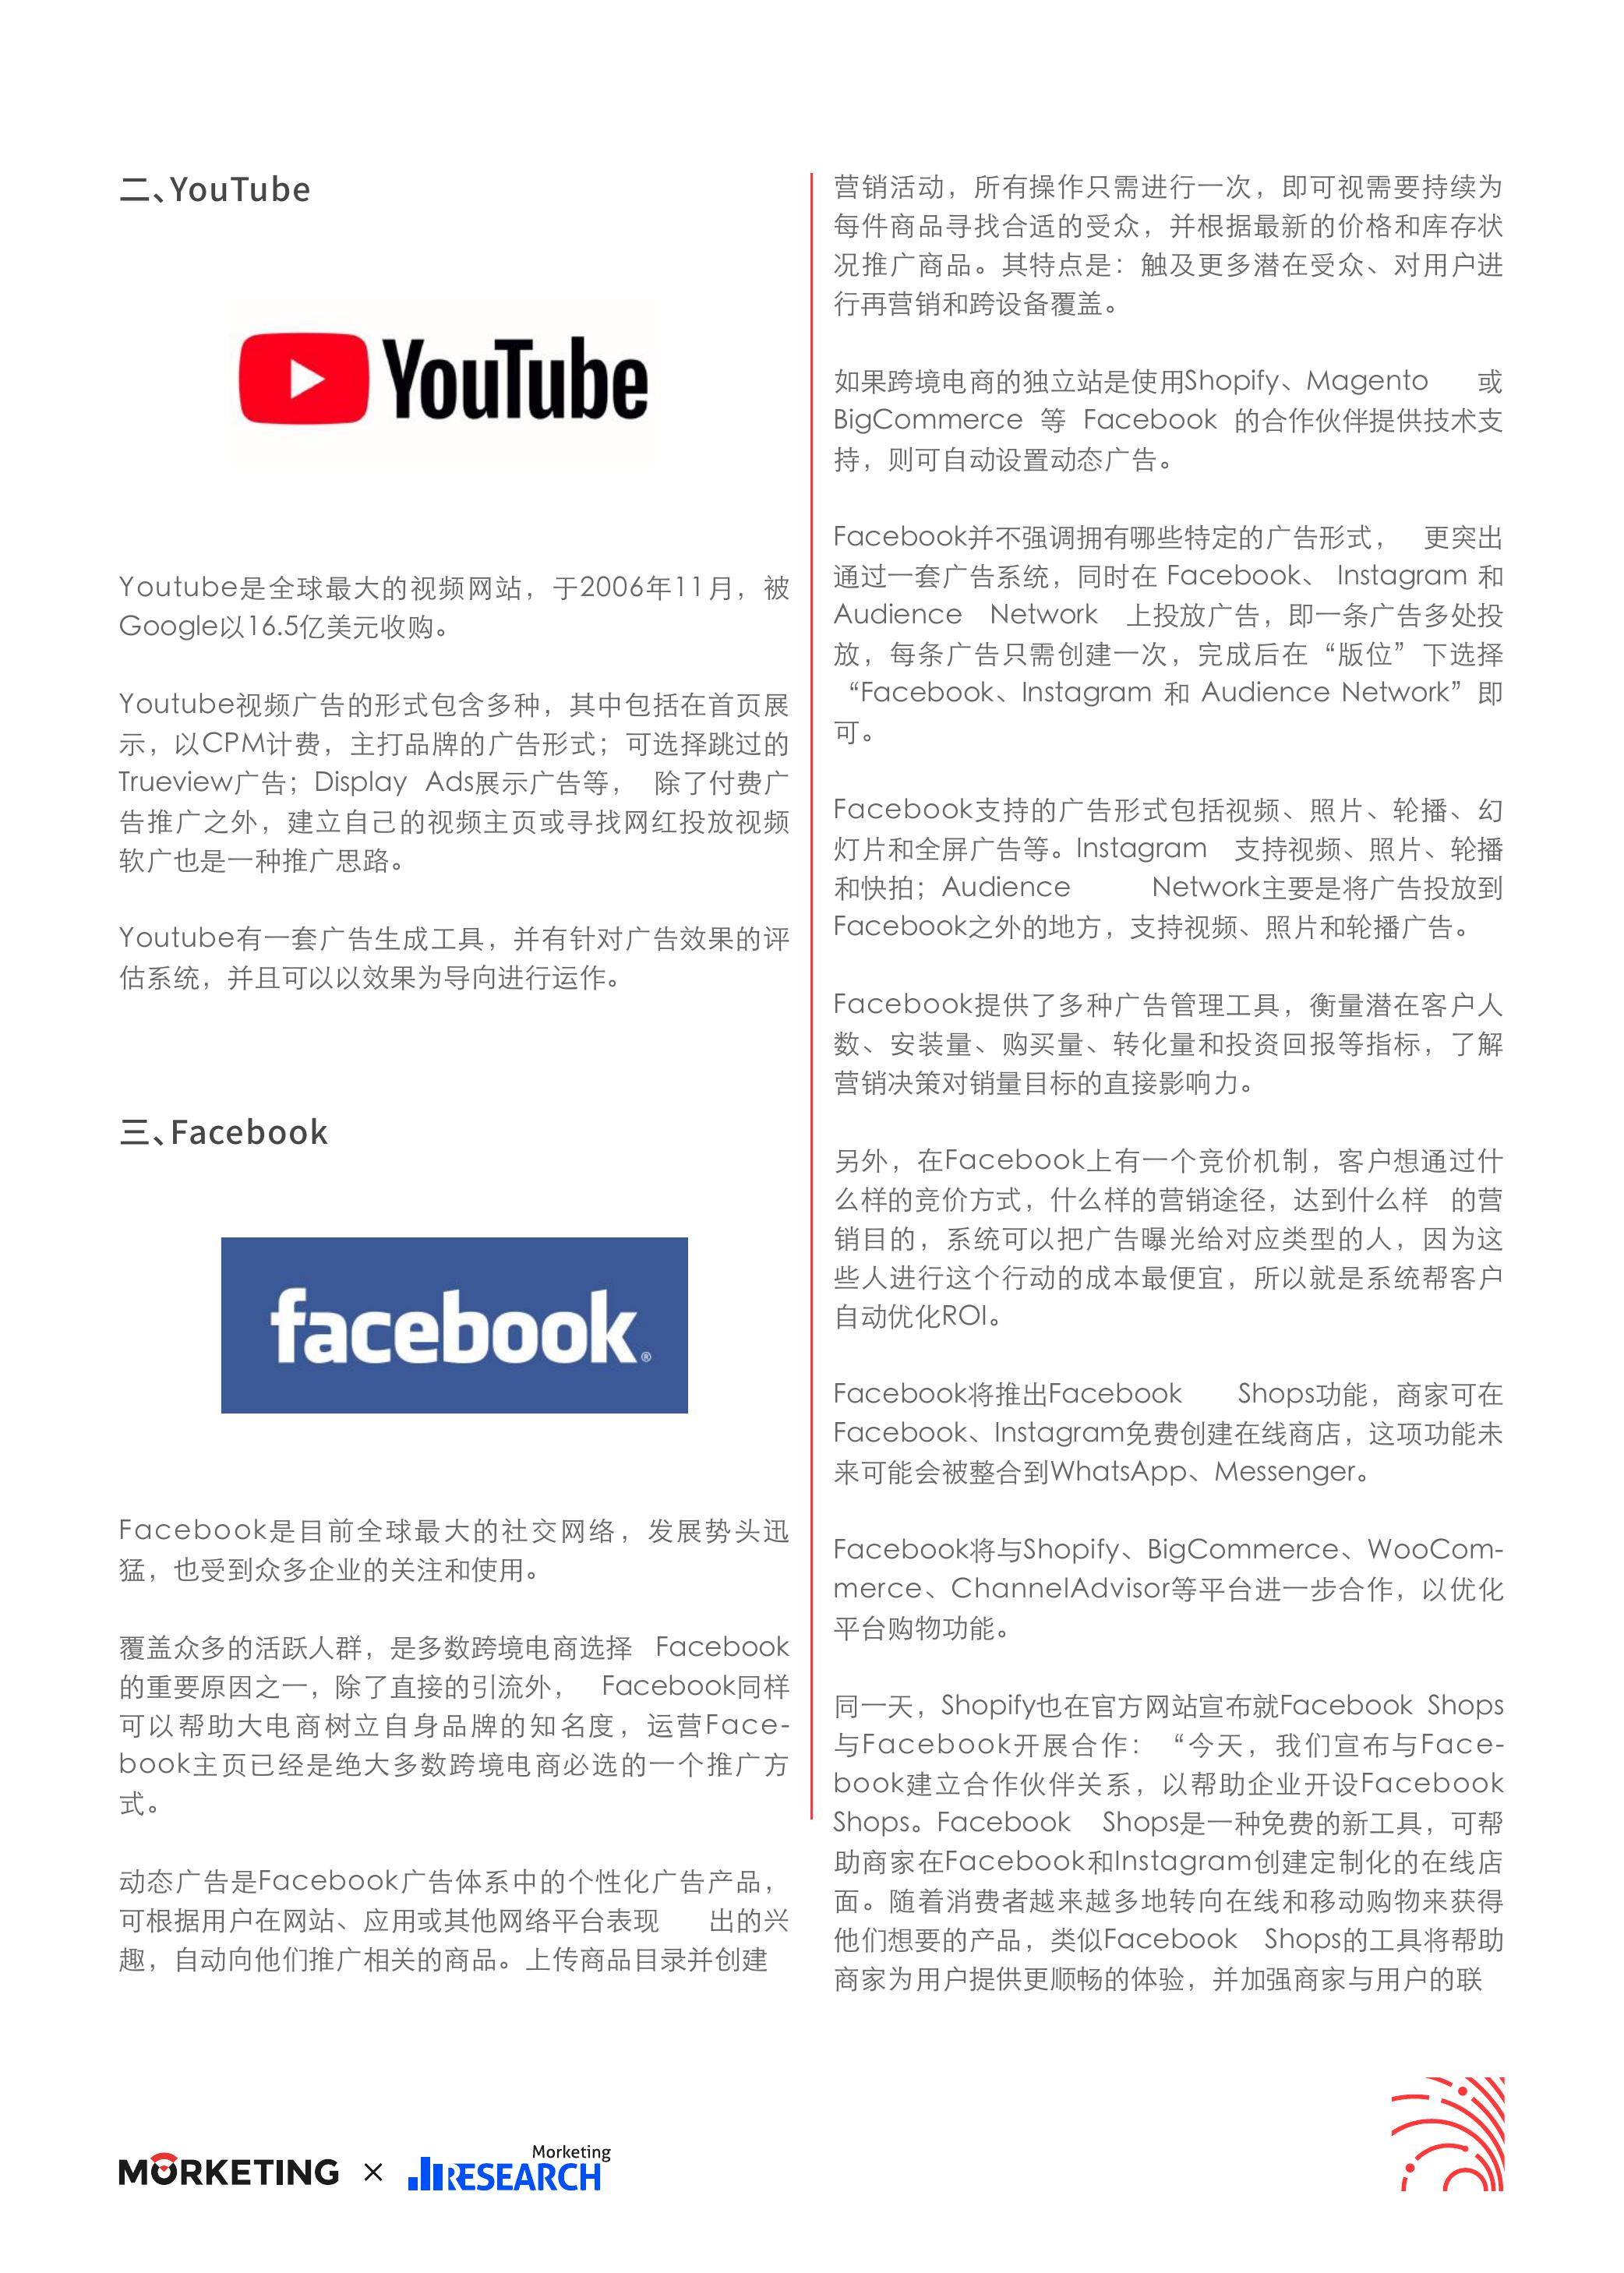 二、YouTube
YouTube
Youtube是全球最大的视频网站，于2006年11月，被
Google以16.5亿美元收购。
Youtube视频广告的形式包含多种，其中包括在首页展
示，以CPM计费，主打品牌的广告形式；可选择跳过的
Trueview广告；Display Ads展示广告等， 除了付费广
告推广之外，建立自己的视频主页或寻找网红投放视频
软广也是一种推广思路。
Youtube有一套广告生成工具，并有针对广告效果的评
估系统，并且可以以效果为导向进行运作。
三、Facebook
facebook®
Facebook是目前全球最大的社交网络，发展势头迅
猛，也受到众多企业的关注和使用。
覆盖众多的活跃人群，是多数跨境电商选择 Facebook
的重要原因之一，除了直接的引流外， Facebook同样
可以帮助大电商树立自身品牌的知名度，运营Face-
book主页已经是绝大多数跨境电商必选的一个推广方
式。
动态广告是Facebook广告体系中的个性化广告产品，
可根据用户在网站、应用或其他网络平台表现 出的兴
趣，自动向他们推广相关的商品。上传商品目录并创建
营销活动，所有操作只需进行一次，即可视需要持续为
每件商品寻找合适的受众，并根据最新的价格和库存状
况推广商品。其特点是：触及更多潜在受众、对用户进
行再营销和跨设备覆盖。
如果跨境电商的独立站是使用Shopify、Magento 或
BigCommerce 等 Facebook 的合作伙伴提供技术支
持，则可自动设置动态广告。
Facebook并不强调拥有哪些特定的广告形式， 更突出
通过一套广告系统，同时在 Facebook、 Instagram 和
Audience Network 上投放广告，即一条广告多处投
放，每条广告只需创建一次，完成后在“版位”下选择
“Facebook、Instagram 和 Audience Network”即
可。
Facebook支持的广告形式包括视频、照片、轮播、幻
灯片和全屏广告等。Instagram 支持视频、照片、轮播
和快拍；Audience Network主要是将广告投放到
Facebook之外的地方，支持视频、照片和轮播广告。
Facebook提供了多种广告管理工具，衡量潜在客户人
数、安装量、购买量、转化量和投资回报等指标，了解
营销决策对销量目标的直接影响力。
另外，在Facebook上有一个竞价机制，客户想通过什
么样的竞价方式，什么样的营销途径，达到什么样 的营
销目的，系统可以把广告曝光给对应类型的人，因为这
些人进行这个行动的成本最便宜，所以就是系统帮客户
自动优化ROI。
Facebook将推出Facebook Shops功能，商家可在
Facebook、Instagram免费创建在线商店，这项功能未
来可能会被整合到WhatsApp、Messenger。
Facebook将与Shopify、BigCommerce、WooCom-
merce、ChannelAdvisor等平台进一步合作，以优化
平台购物功能。
同一天，Shopify也在官方网站宣布就Facebook Shops
与Facebook开展合作： “今天，我们宣布与Face-
book建立合作伙伴关系，以帮助企业开设Facebook
Shops。Facebook Shops是一种免费的新工具，可帮
助商家在Facebook和Instagram创建定制化的在线店
面。随着消费者越来越多地转向在线和移动购物来获得
他们想要的产品，类似Facebook Shops的工具将帮助
商家为用户提供更顺畅的体验，并加强商家与用户的联
MORKETING × Morketing RESEARCH